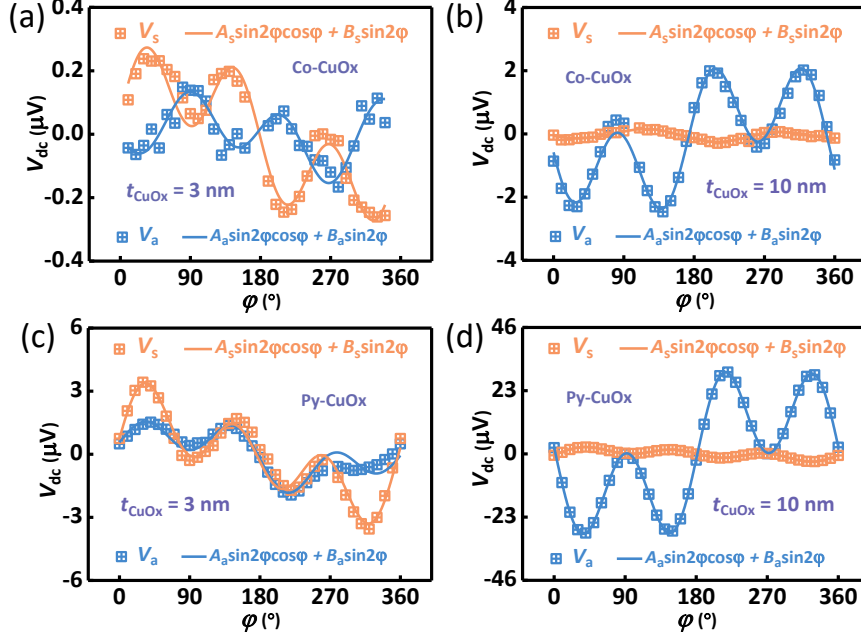 (a)
V_s A_s sin2φcosφ + B_s sin2φ
Co-CuOx
t_CuOx = 3 nm
V_a A_a sin2φcosφ + B_a sin2φ
0.4
0.2
0.0
-0.2
-0.4
V_dc (μV)
0 90 180 270 360
φ (°)
(b)
V_s A_s sin2φcosφ + B_s sin2φ
Co-CuOx
t_CuOx = 10 nm
V_a A_a sin2φcosφ + B_a sin2φ
4
2
0
-2
-4
0 90 180 270 360
φ (°)
(c)
V_s A_s sin2φcosφ + B_s sin2φ
Py-CuOx
t_CuOx = 3 nm
V_a A_a sin2φcosφ + B_a sin2φ
6
3
0
-3
-6
V_dc (μV)
0 90 180 270 360
φ (°)
(d)
V_s A_s sin2φcosφ + B_s sin2φ
Py-CuOx
t_CuOx = 10 nm
V_a A_a sin2φcosφ + B_a sin2φ
46
23
0
-23
-46
0 90 180 270 360
φ (°)